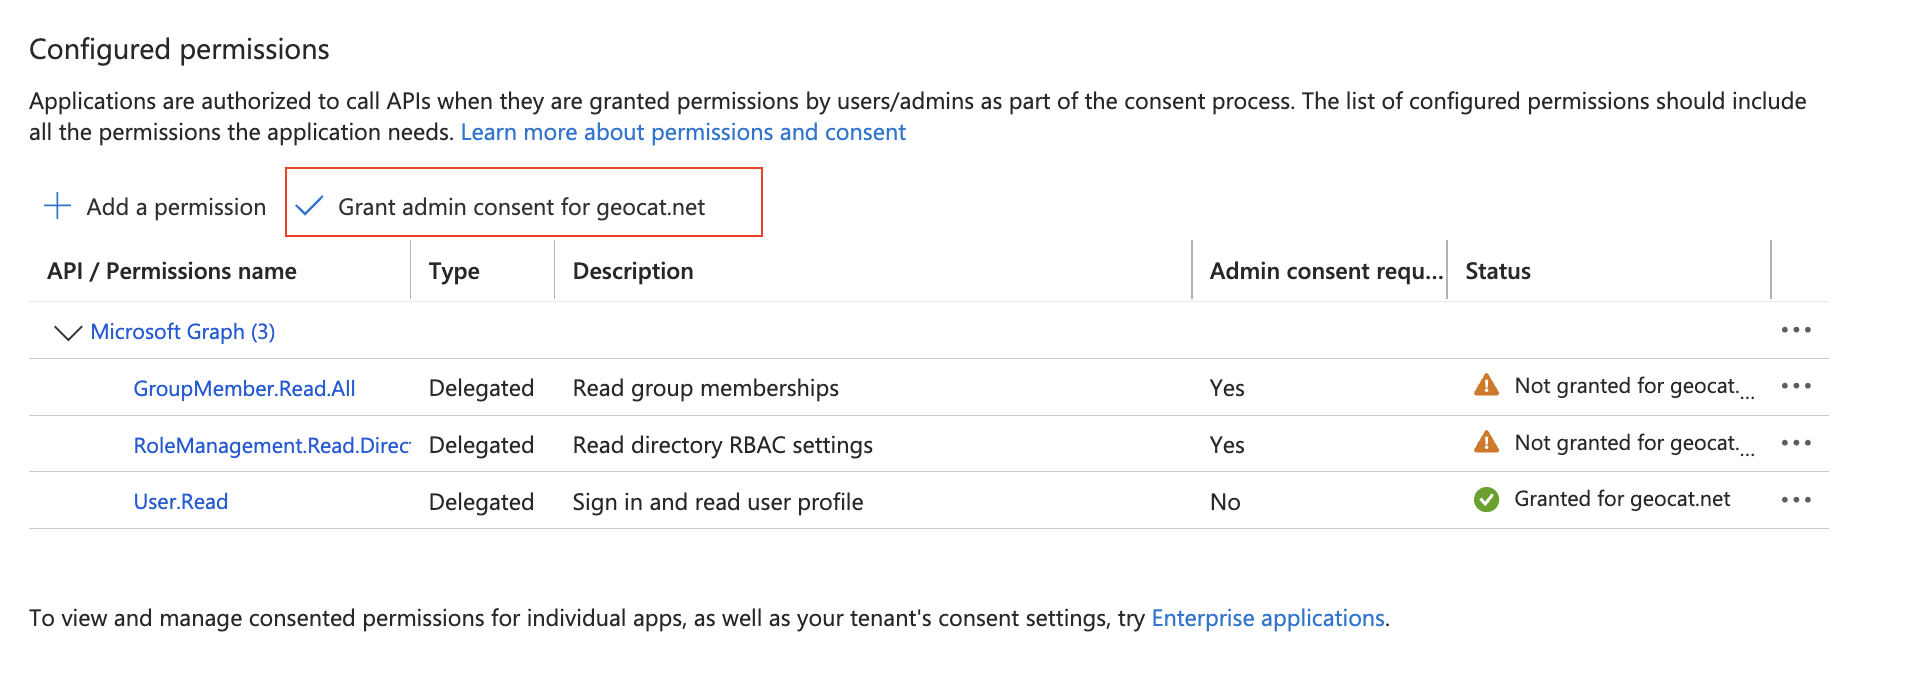 Configured permissions
Applications are authorized to call APIs when they are granted permissions by users/admins as part of the consent process. The list of configured permissions should include
all the permissions the application needs. Learn more about permissions and consent
Add a permission Grant admin consent for geocat.net
API / Permissions name Type Description Admin consent requ... Status
Microsoft Graph (3)
GroupMember.Read.All Delegated Read group memberships Yes Not granted for geocat....
RoleManagement.Read.Direc Delegated Read directory RBAC settings Yes Not granted for geocat....
User.Read Delegated Sign in and read user profile No Granted for geocat.net
To view and manage consented permissions for individual apps, as well as your tenant's consent settings, try Enterprise applications.